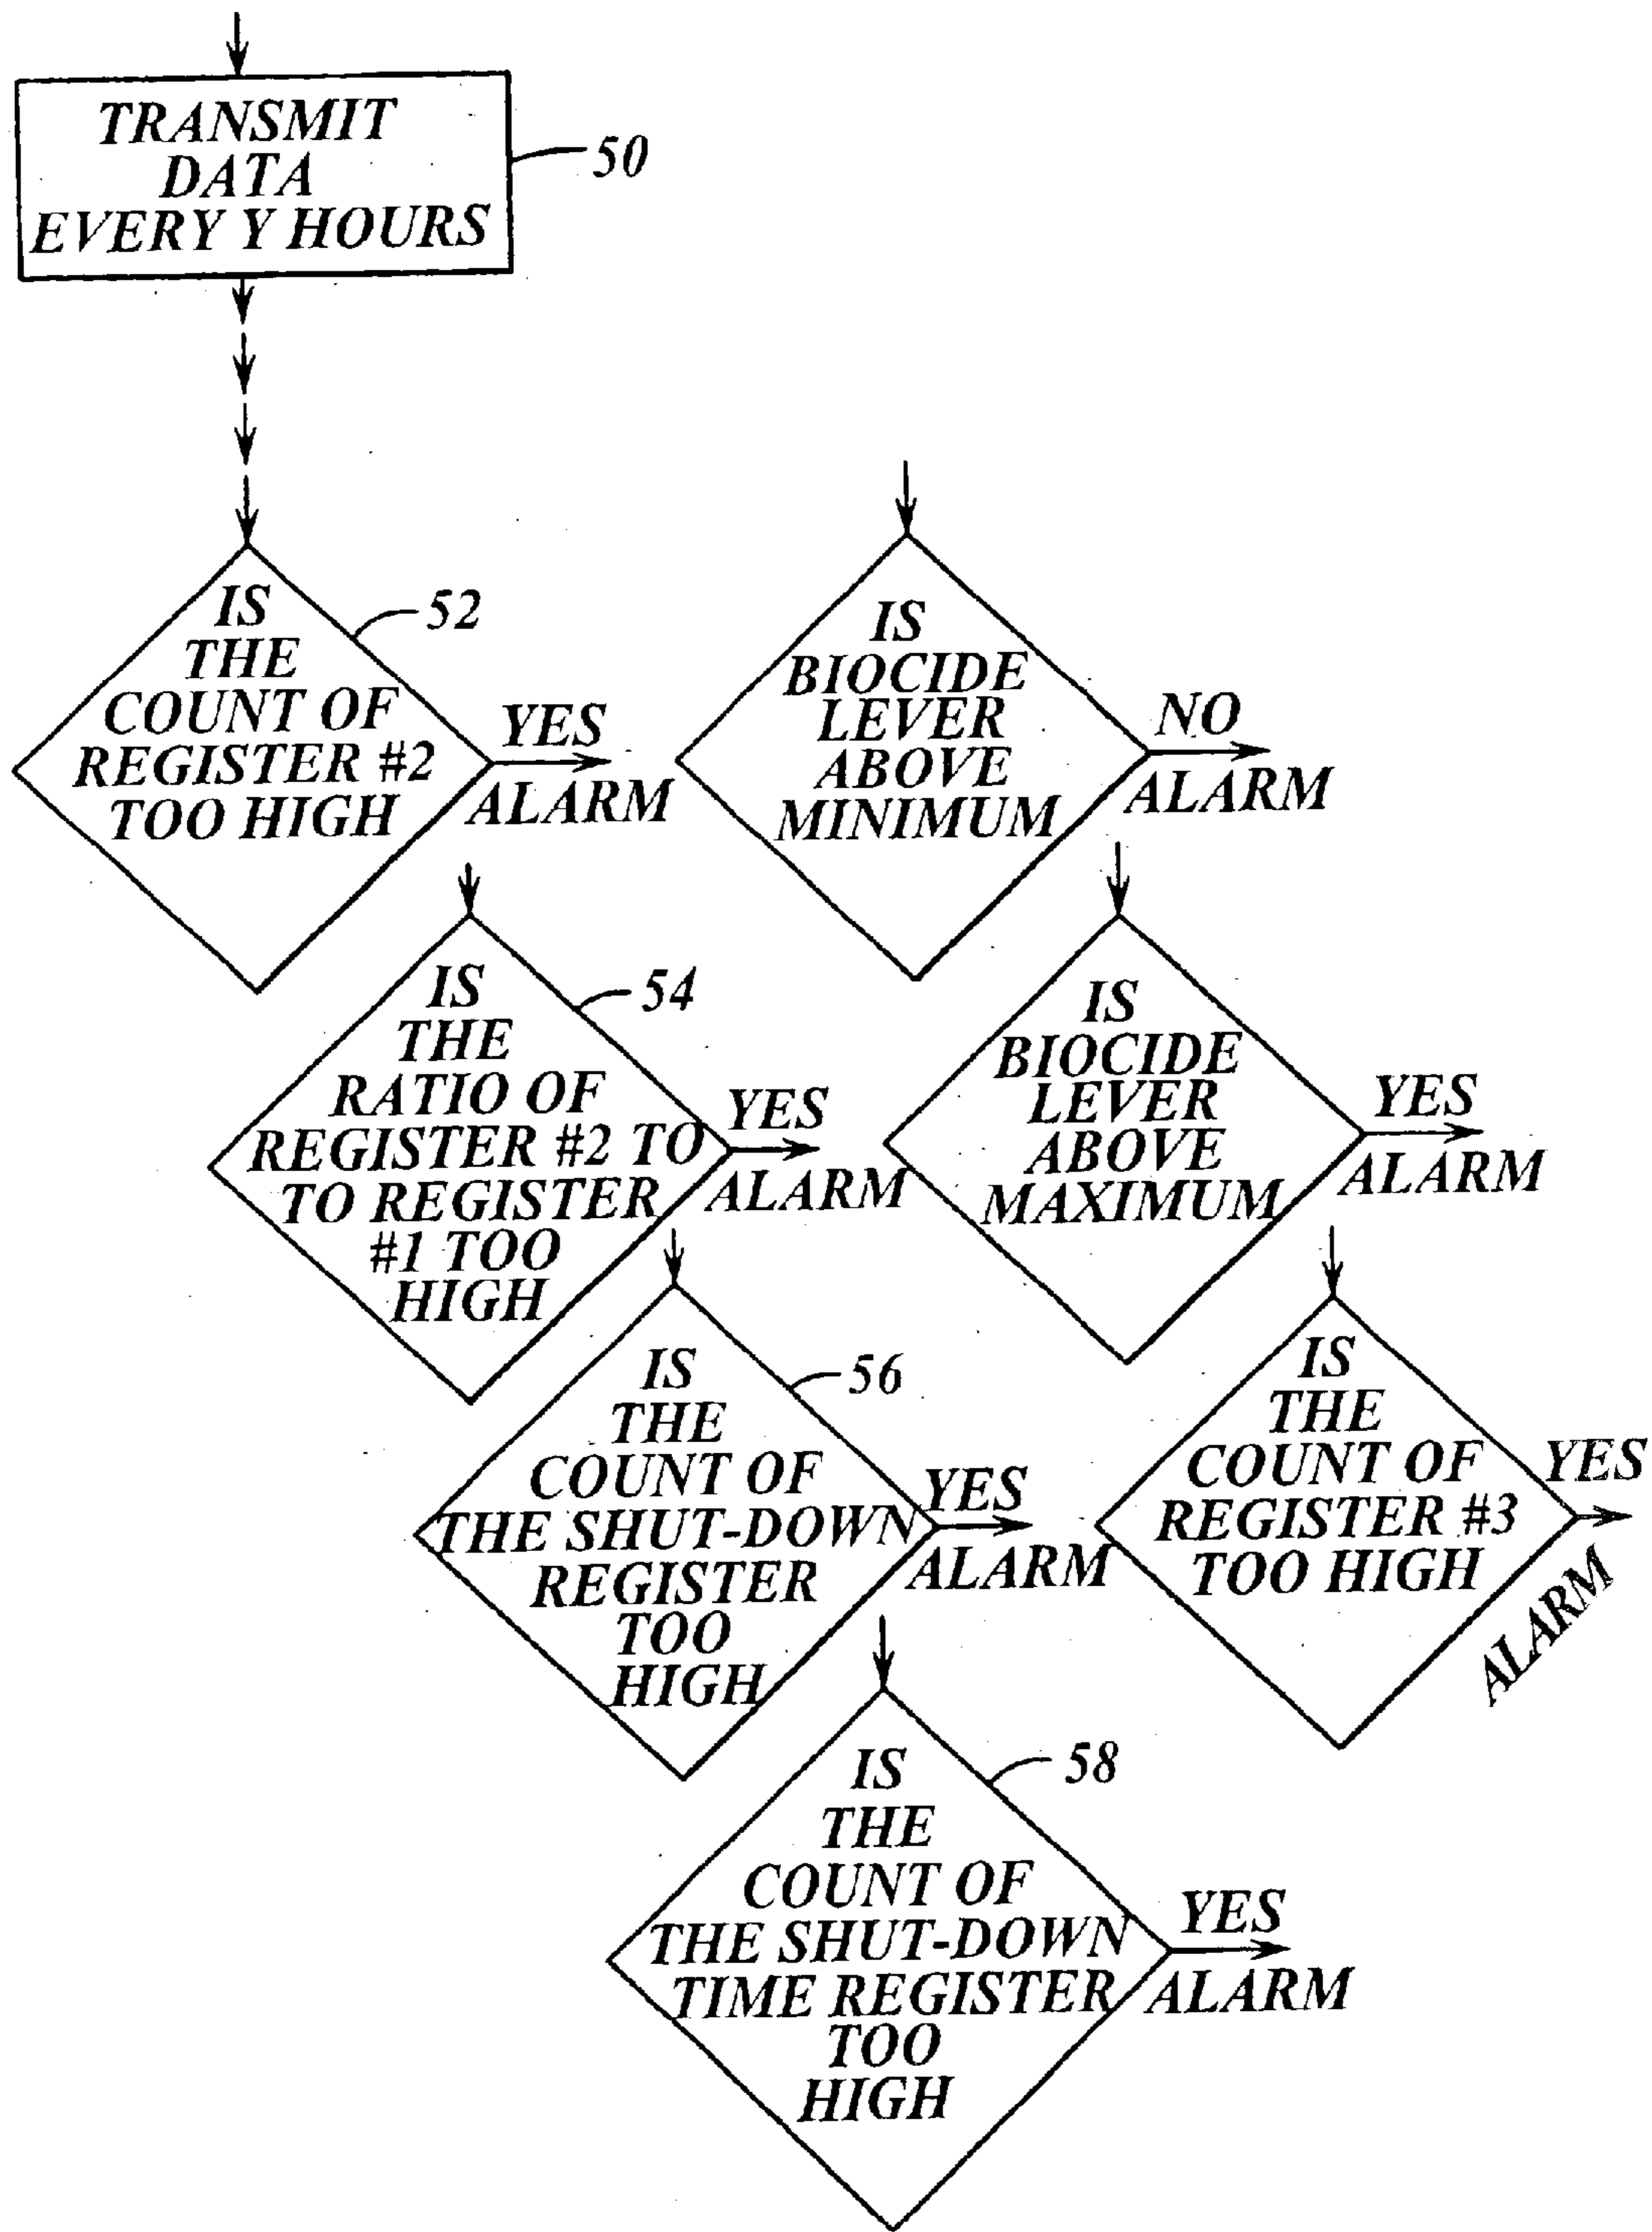 TRANSMIT
DATA
EVERY Y HOURS
50
IS
THE
COUNT OF
REGISTER #2
TOO HIGH
52
YES
ALARM
IS
BIOCIDE
LEVER
ABOVE
MINIMUM
NO
ALARM
IS
THE
RATIO OF
REGISTER #2 TO
TO REGISTER
#1 TOO
HIGH
54
YES
ALARM
IS
BIOCIDE
LEVER
ABOVE
MAXIMUM
YES
ALARM
IS
THE
COUNT OF
THE SHUT-DOWN
REGISTER
TOO
HIGH
56
YES
ALARM
IS
THE
COUNT OF
REGISTER #3
TOO HIGH
YES
ALARM
IS
THE
COUNT OF
THE SHUT-DOWN
TIME REGISTER
TOO
HIGH
58
YES
ALARM